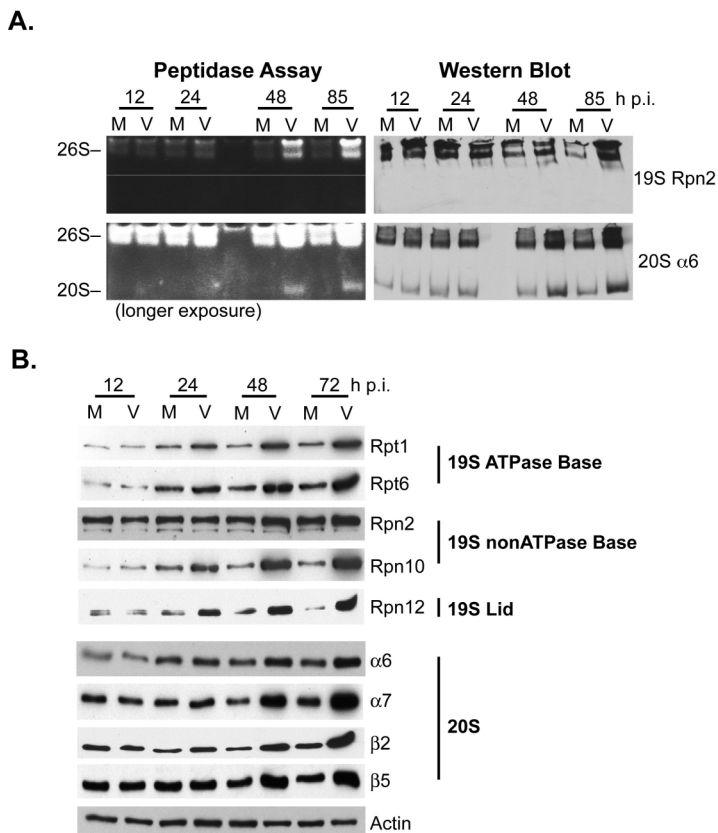 A.
Peptidase Assay
Western Blot
12 24 48 85 12 24 48 85 h p.i.
M V M V M V M V M V M V M V M V
26S–
19S Rpn2
26S–
20S α6
20S–
(longer exposure)
B.
12 24 48 72 h p.i.
M V M V M V M V
Rpt1
19S ATPase Base
Rpt6
Rpn2
19S nonATPase Base
Rpn10
Rpn12
19S Lid
α6
α7
20S
β2
β5
Actin